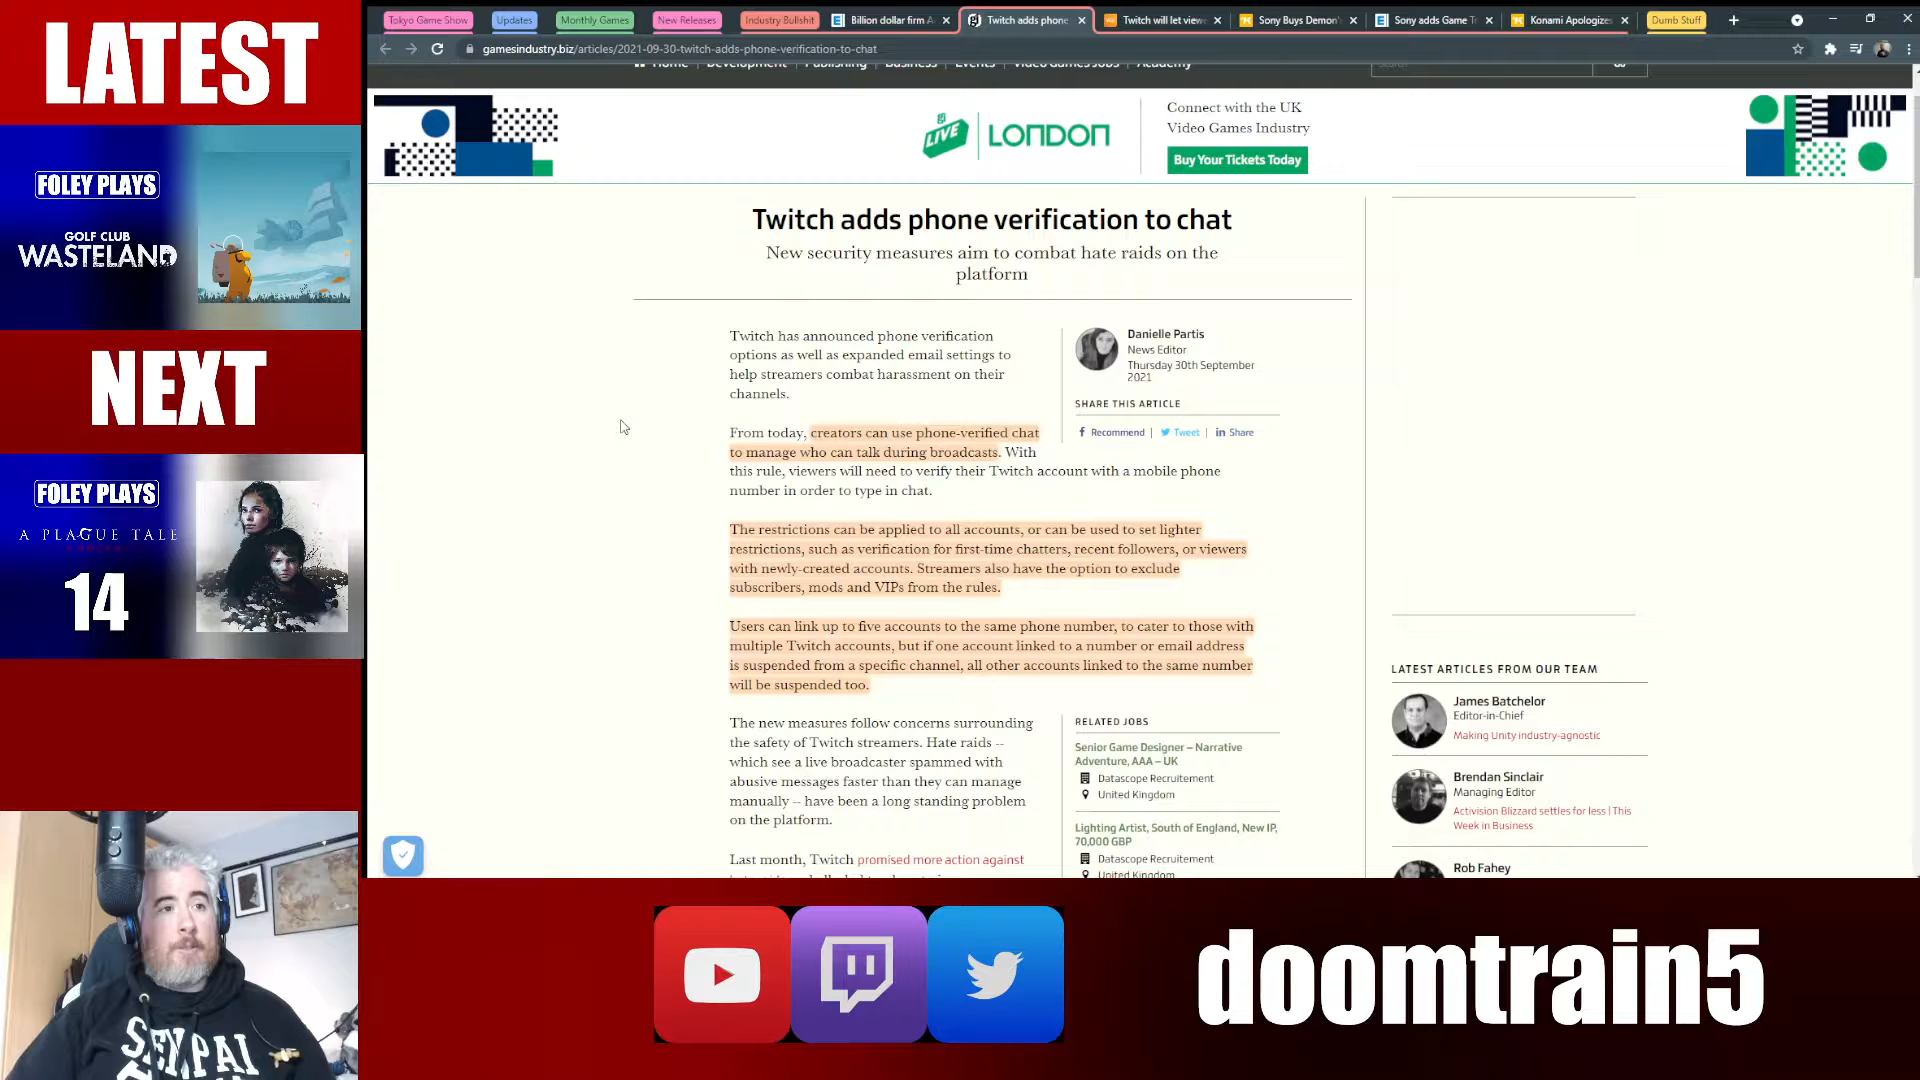 LATEST
FOLEY PLAYS
GOLF CLUB
WASTELAND
NEXT
FOLEY PLAYS
A PLAGUE TALE
14
Tokyo Game Show
Updates
Monthly Games
New Releases
Industry Bullshit
Billion dollar firm
Twitch adds phone
Twitch will let view
Sony Buys Demon'
Sony adds Game
Konami Apologizes
Dumb Stuff
gamesindustry.biz/articles/2021-09-30-twitch-adds-phone-verification-to-chat
Home
Development
Publishing
Business
Events
Video Games Jobs
Academy
LIVE
LONDON
Connect with the UK
Video Games Industry
Buy Your Tickets Today
Twitch adds phone verification to chat
New security measures aim to combat hate raids on the
platform
Twitch has announced phone verification
options as well as expanded email settings to
help streamers combat harassment on their
channels.
From today, creators can use phone-verified chat
to manage who can talk during broadcasts. With
this rule, viewers will need to verify their Twitch account with a mobile phone
number in order to type in chat.
The restrictions can be applied to all accounts, or can be used to set lighter
restrictions, such as verification for first-time chatters, recent followers, or viewers
with newly-created accounts. Streamers also have the option to exclude
subscribers, mods and VIPs from the rules.
Users can link up to five accounts to the same phone number, to cater to those with
multiple Twitch accounts, but if one account linked to a number or email address
is suspended from a specific channel, all other accounts linked to the same number
will be suspended too.
The new measures follow concerns surrounding
the safety of Twitch streamers. Hate raids --
which see a live broadcaster spammed with
abusive messages faster than they can manage
manually -- have been a long standing problem
on the platform.
Last month, Twitch promised more action against
Danielle Partis
News Editor
Thursday 30th September
2021
SHARE THIS ARTICLE
Recommend
Tweet
Share
RELATED JOBS
Senior Game Designer – Narrative
Adventure, AAA – UK
Datascope Recruitement
United Kingdom
Lighting Artist, South of England, New IP,
70,000 GBP
Datascope Recruitement
United Kingdom
LATEST ARTICLES FROM OUR TEAM
James Batchelor
Editor-in-Chief
Making Unity industry-agnostic
Brendan Sinclair
Managing Editor
Activision Blizzard settles for less | This
Week in Business
Rob Fahey
SENPAI
doomtrain5